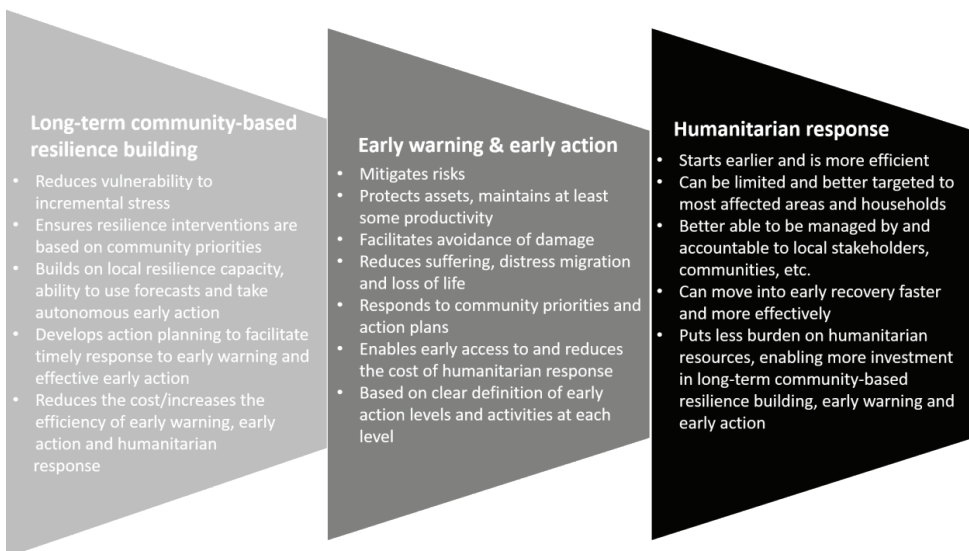 Long-term community-based
resilience building
• Reduces vulnerability to
incremental stress
• Ensures resilience interventions are
based on community priorities
• Builds on local resilience capacity,
ability to use forecasts and take
autonomous early action
• Develops action planning to facilitate
timely response to early warning and
effective early action
• Reduces the cost/increases the
efficiency of early warning, early
action and humanitarian
response
Early warning & early action
• Mitigates risks
• Protects assets, maintains at least
some productivity
• Facilitates avoidance of damage
• Reduces suffering, distress migration
and loss of life
• Responds to community priorities and
action plans
• Enables early access to and reduces
the cost of humanitarian response
• Based on clear definition of early
action levels and activities at each
level
Humanitarian response
• Starts earlier and is more efficient
• Can be limited and better targeted to
most affected areas and households
• Better able to be managed by and
accountable to local stakeholders,
communities, etc.
• Can move into early recovery faster
and more effectively
• Puts less burden on humanitarian
resources, enabling more investment
in long-term community-based
resilience building, early warning and
early action